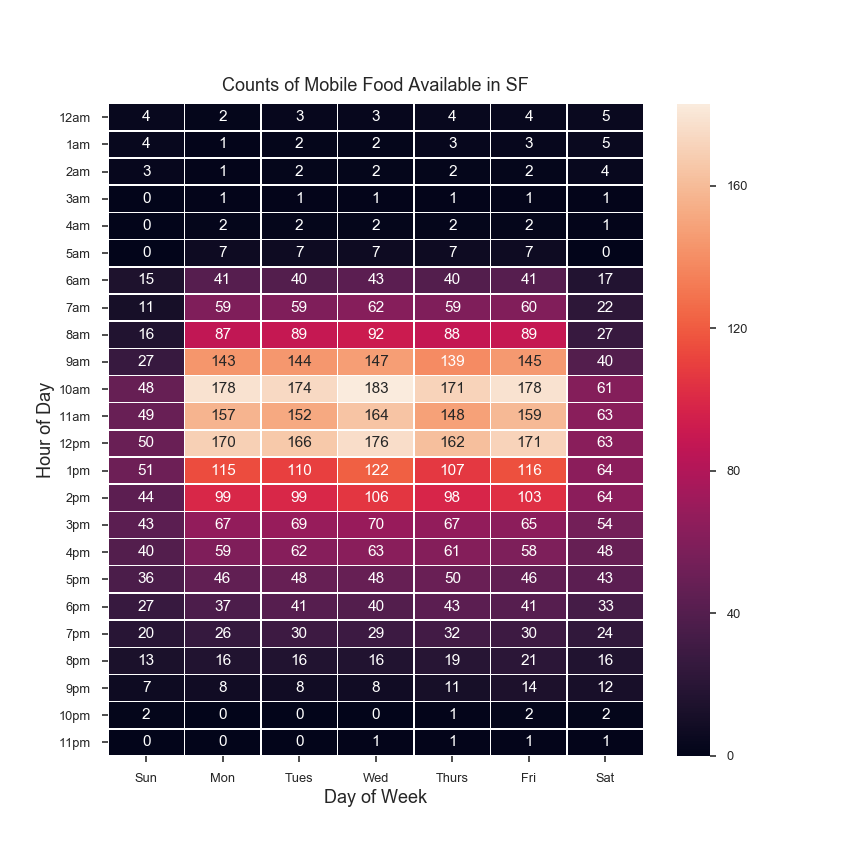 Counts of Mobile Food Available in SF
12am 4 2 3 3 4 4 5
1am 4 1 2 2 3 3 5
2am 3 1 2 2 2 2 4
3am 0 1 1 1 1 1 1
4am 0 2 2 2 2 2 1
5am 0 7 7 7 7 7 0
6am 15 41 40 43 40 41 17
7am 11 59 59 62 59 60 22
8am 16 87 89 92 88 89 27
9am 27 143 144 147 139 145 40
10am 48 178 174 183 171 178 61
11am 49 157 152 164 148 159 63
12pm 50 170 166 176 162 171 63
1pm 51 115 110 122 107 116 64
2pm 44 99 99 106 98 103 64
3pm 43 67 69 70 67 65 54
4pm 40 59 62 63 61 58 48
5pm 36 46 48 48 50 46 43
6pm 27 37 41 40 43 41 33
7pm 20 26 30 29 32 30 24
8pm 13 16 16 16 19 21 16
9pm 7 8 8 8 11 14 12
10pm 2 0 0 0 1 2 2
11pm 0 0 0 1 1 1 1
Sun Mon Tues Wed Thurs Fri Sat
Day of Week
Hour of Day
160
120
80
40
0